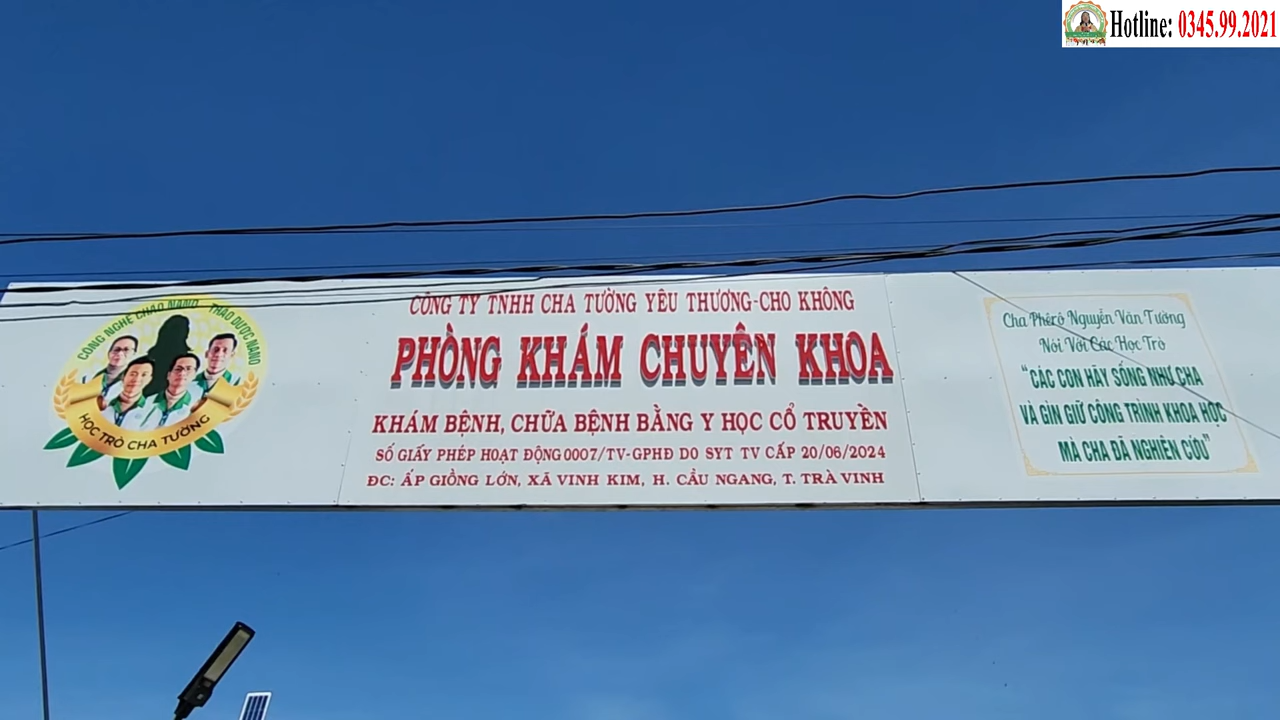 Hotline: 0345.99.2021
CÔNG NGHỆ CHÁO NANO - THẢO DƯỢC NANO
HỌC TRÒ CHA TƯỜNG
CÔNG TY TNHH CHA TƯỜNG YÊU THƯƠNG-CHO KHÔNG
PHÒNG KHÁM CHUYÊN KHOA
KHÁM BỆNH, CHỮA BỆNH BẰNG Y HỌC CỔ TRUYỀN
SỐ GIẤY PHÉP HOẠT ĐỘNG 0007/TV-GPHĐ DO SYT TV CẤP 20/06/2024
ĐC: ẤP GIỒNG LỚN, XÃ VINH KIM, H. CẦU NGANG, T. TRÀ VINH
Cha Phêrô Nguyễn Văn Tường
Nói Với Các Học Trò
"CÁC CON HÃY SỐNG NHƯ CHA
VÀ GÌN GIỮ CÔNG TRÌNH KHOA HỌC
MÀ CHA ĐÃ NGHIÊN CỨU"